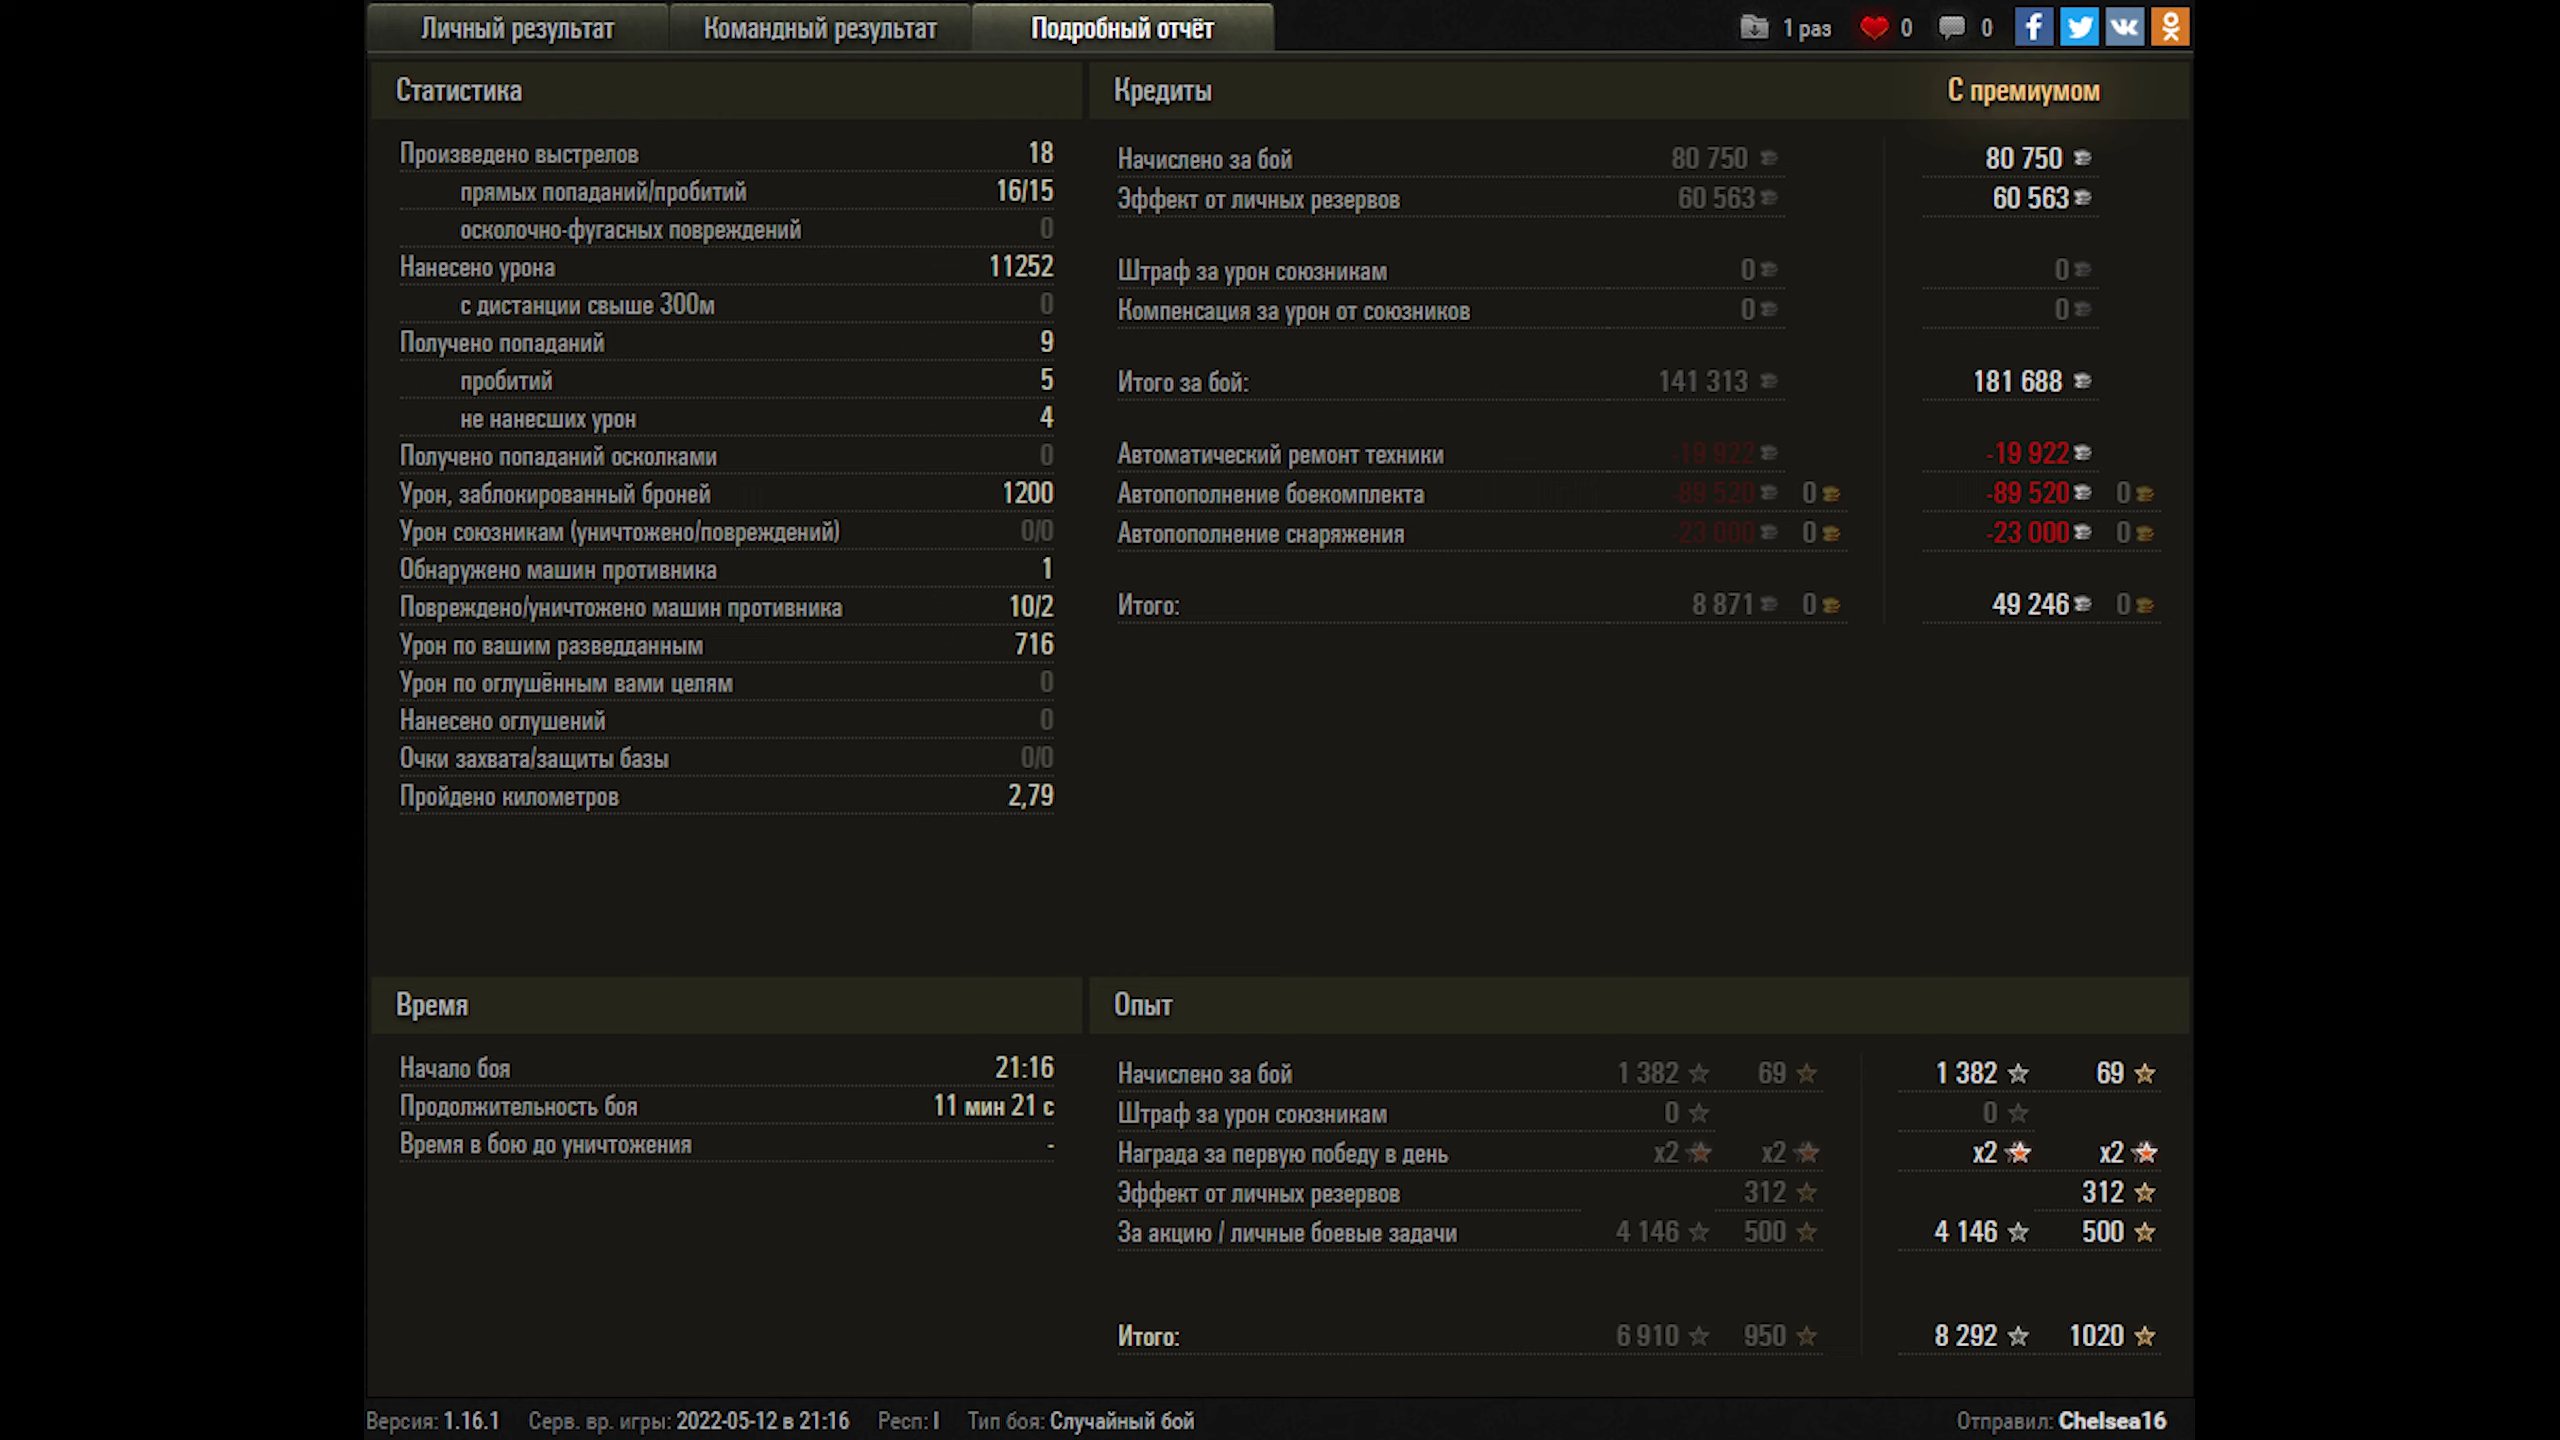 Личный результат Командный результат Подробный отчёт 1 раз 0 0
Статистика
Произведено выстрелов 18
прямых попаданий/пробитий 16/15
осколочно-фугасных повреждений 0
Нанесено урона 11252
с дистанции свыше 300м 0
Получено попаданий 9
пробитий 5
не нанесших урон 4
Получено попаданий осколками 0
Урон, заблокированный броней 1200
Урон союзникам (уничтожено/повреждений) 0/0
Обнаружено машин противника 1
Повреждено/уничтожено машин противника 10/2
Урон по вашим разведданным 716
Урон по оглушённым вами целям 0
Нанесено оглушений 0
Очки захвата/защиты базы 0/0
Пройдено километров 2,79
Кредиты С премиумом
Начислено за бой 80 750 80 750
Эффект от личных резервов 60 563 60 563
Штраф за урон союзникам 0 0
Компенсация за урон от союзников 0 0
Итого за бой: 141 313 181 688
Автоматический ремонт техники -19 922 -19 922
Автопополнение боекомплекта -89 520 0 -89 520 0
Автопополнение снаряжения -23 000 0 -23 000 0
Итого: 8 871 0 49 246 0
Время
Начало боя 21:16
Продолжительность боя 11 мин 21 с
Время в бою до уничтожения -
Опыт
Начислено за бой 1 382 69 1 382 69
Штраф за урон союзникам 0 0
Награда за первую победу в день x2 x2 x2 x2
Эффект от личных резервов 312 312
За акцию / личные боевые задачи 4 146 500 4 146 500
Итого: 6 910 950 8 292 1020
Версия: 1.16.1 Серв. вр. игры: 2022-05-12 в 21:16 Респ: I Тип боя: Случайный бой Отправил: Chelsea16